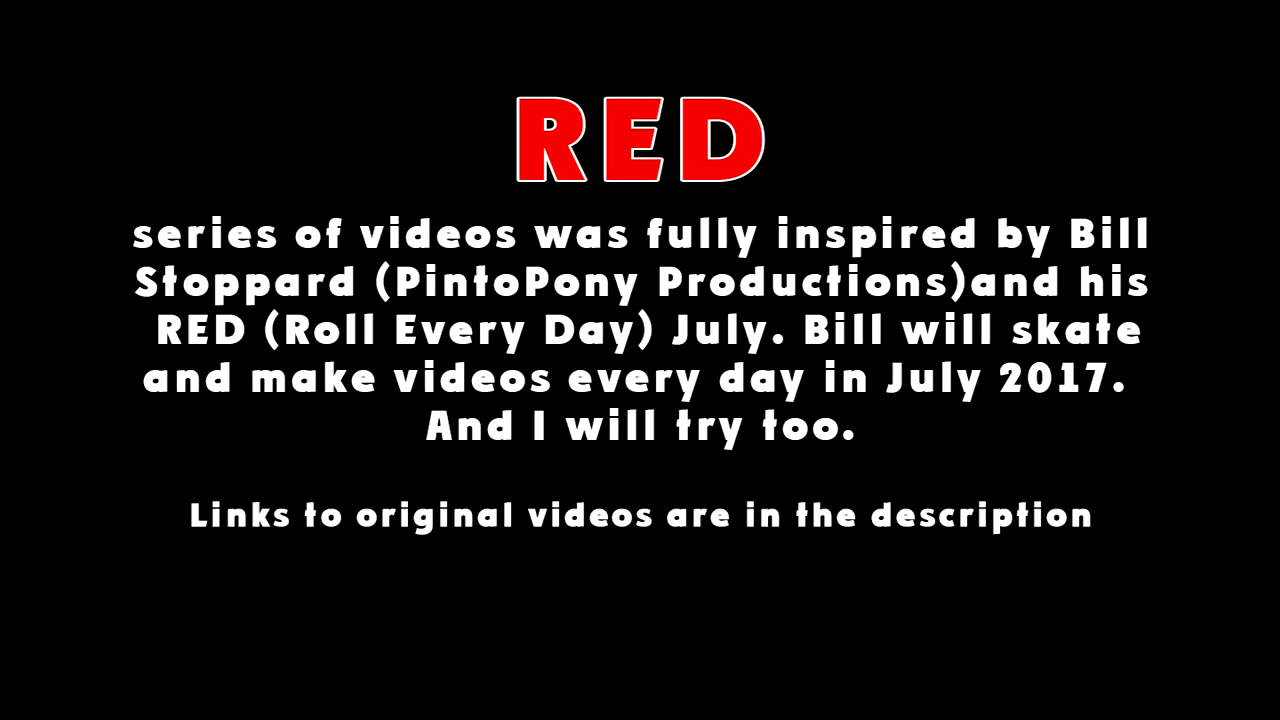 RED
series of videos was fully inspired by Bill
Stoppard (PintoPony Productions)and his
RED (Roll Every Day) July. Bill will skate
and make videos every day in July 2017.
And I will try too.
Links to original videos are in the description